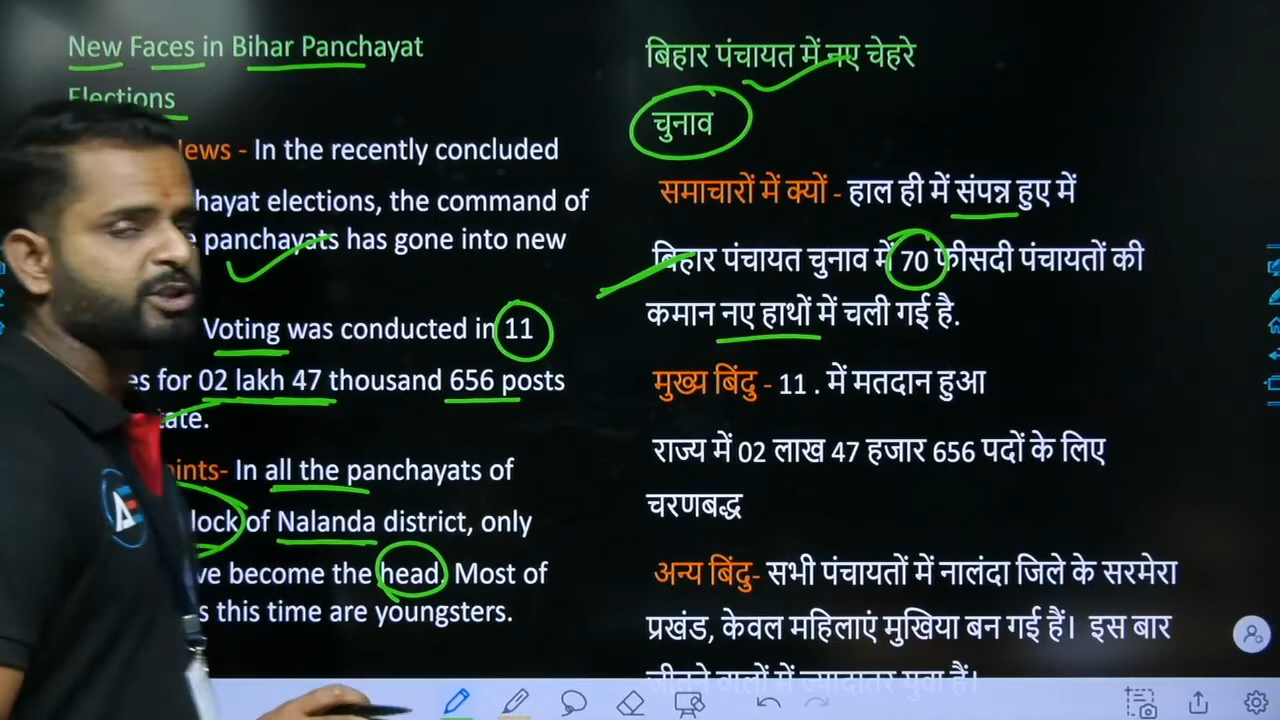 New Faces in Bihar Panchayat
Elections
News - In the recently concluded
hayat elections, the command of
panchayats has gone into new
Voting was conducted in 11
es for 02 lakh 47 thousand 656 posts
tate.
ints- In all the panchayats of
lock of Nalanda district, only
ve become the head. Most of
s this time are youngsters.
बिहार पंचायत में नए चेहरे
चुनाव
समाचारों में क्यों - हाल ही में संपन्न हुए में
बिहार पंचायत चुनाव में 70 फीसदी पंचायतों की
कमान नए हाथों में चली गई है.
मुख्य बिंदु - 11 . में मतदान हुआ
राज्य में 02 लाख 47 हजार 656 पदों के लिए
चरणबद्ध
अन्य बिंदु- सभी पंचायतों में नालंदा जिले के सरमेरा
प्रखंड, केवल महिलाएं मुखिया बन गई हैं। इस बार
जीतने वालों में ज्यादातर युवा हैं।